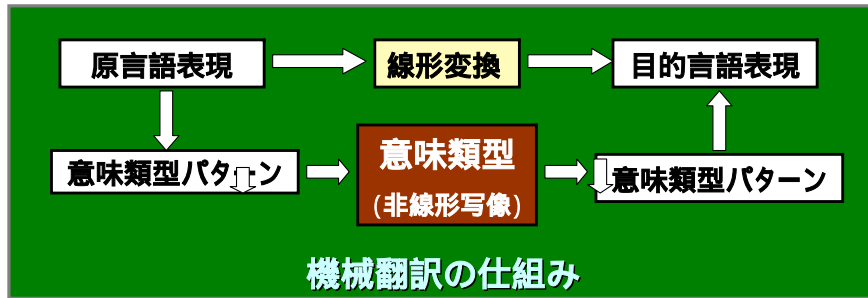 原言語表現
線形変換
目的言語表現
意味類型パターン
意味類型
(非線形写像)
意味類型パターン
機械翻訳の仕組み